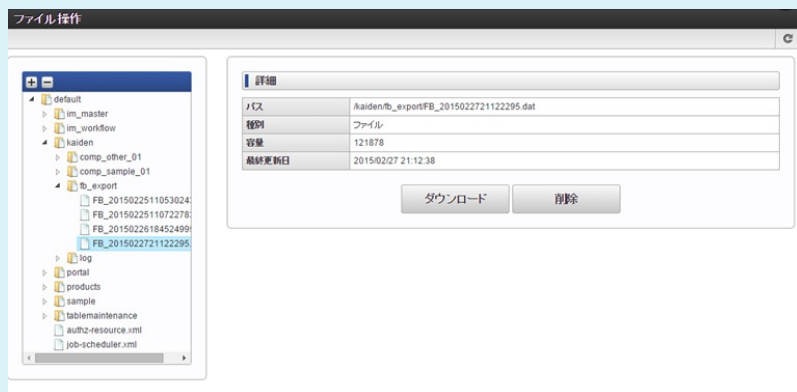 ファイル操作
default
im_master
im_workflow
kaiden
comp_other_01
comp_sample_01
fb_export
FB_2015022511053024
FB_2015022511072278
FB_201502261845249
FB_2015022721122295.
log
portal
products
sample
tablemaintenance
authz-resource.xml
job-scheduler.xml
詳細
パス /kaiden/fb_export/FB_2015022721122295.dat
種別 ファイル
容量 121878
最終更新日 2015/02/27 21:12:38
ダウンロード 削除